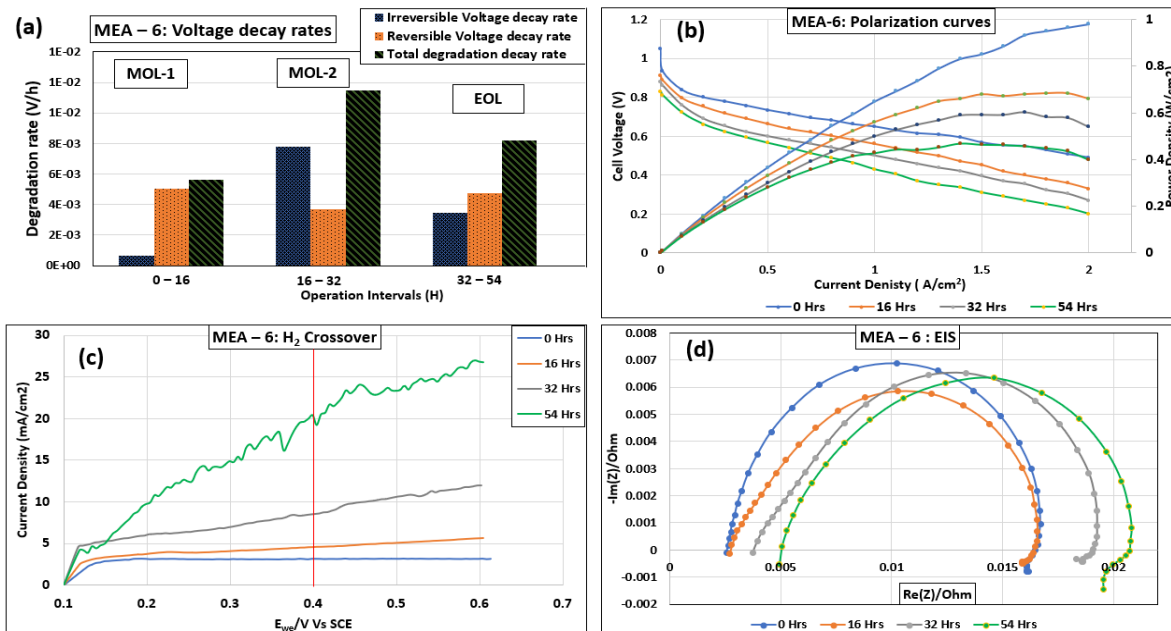 (a)
MEA – 6: Voltage decay rates
Irreversible Voltage decay rate
Reversible Voltage decay rate
Total degradation decay rate
MOL-1
MOL-2
EOL
Degradation rate (V/h)
1E-02
1E-02
1E-02
8E-03
6E-03
4E-03
2E-03
0E+00
0 – 16
16 – 32
32 – 54
Operation Intervals (H)
(b)
MEA-6: Polarization curves
Cell Voltage (V)
1.2
1
0.8
0.6
0.4
0.2
0
1
0.8
0.6
0.4
0.2
0
Power Density (W/cm²)
0
0.5
1
1.5
2
Current Denisty ( A/cm²)
0 Hrs
16 Hrs
32 Hrs
54 Hrs
(c)
MEA – 6: H₂ Crossover
Current Density (mA/cm2)
30
25
20
15
10
5
0
0.1
0.2
0.3
0.4
0.5
0.6
0.7
E_we/V Vs SCE
0 Hrs
16 Hrs
32 Hrs
54 Hrs
(d)
MEA – 6 : EIS
-Im(Z)/Ohm
0.008
0.007
0.006
0.005
0.004
0.003
0.002
0.001
0
-0.001
-0.002
0
0.005
0.01
0.015
0.02
Re(Z)/Ohm
0 Hrs
16 Hrs
32 Hrs
54 Hrs